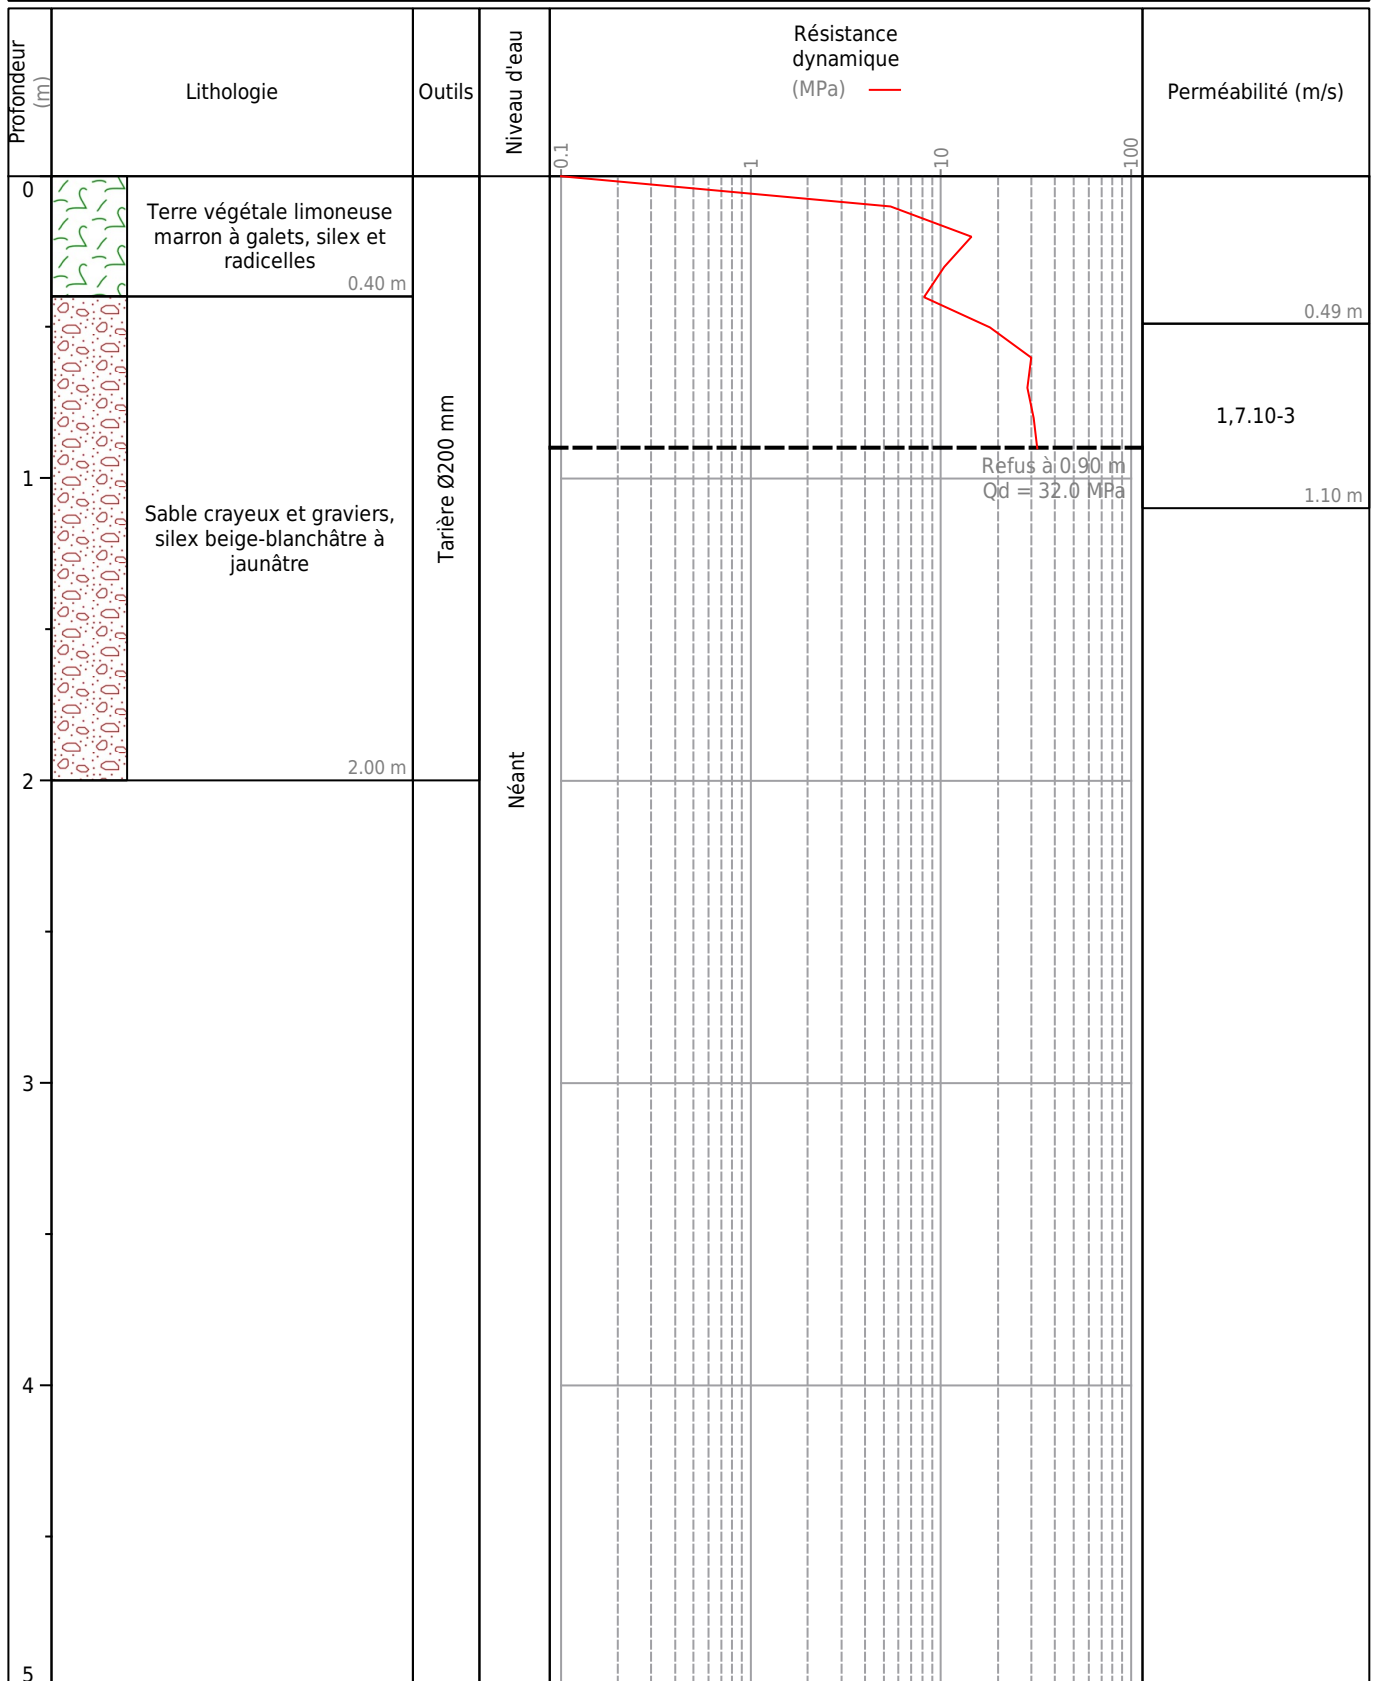 Profondeur
(m)
Lithologie
Outils
Niveau d'eau
Résistance
dynamique
(MPa)
Perméabilité (m/s)
0.1
1
10
100
0
Terre végétale limoneuse
marron à galets, silex et
radicelles
0.40 m
0.49 m
Tarière Ø200 mm
1,7.10-3
Refus à 0.90 m
Qd = 32.0 MPa
1
1.10 m
Sable crayeux et graviers,
silex beige-blanchâtre à
jaunâtre
2.00 m
2
Néant
3
4
5